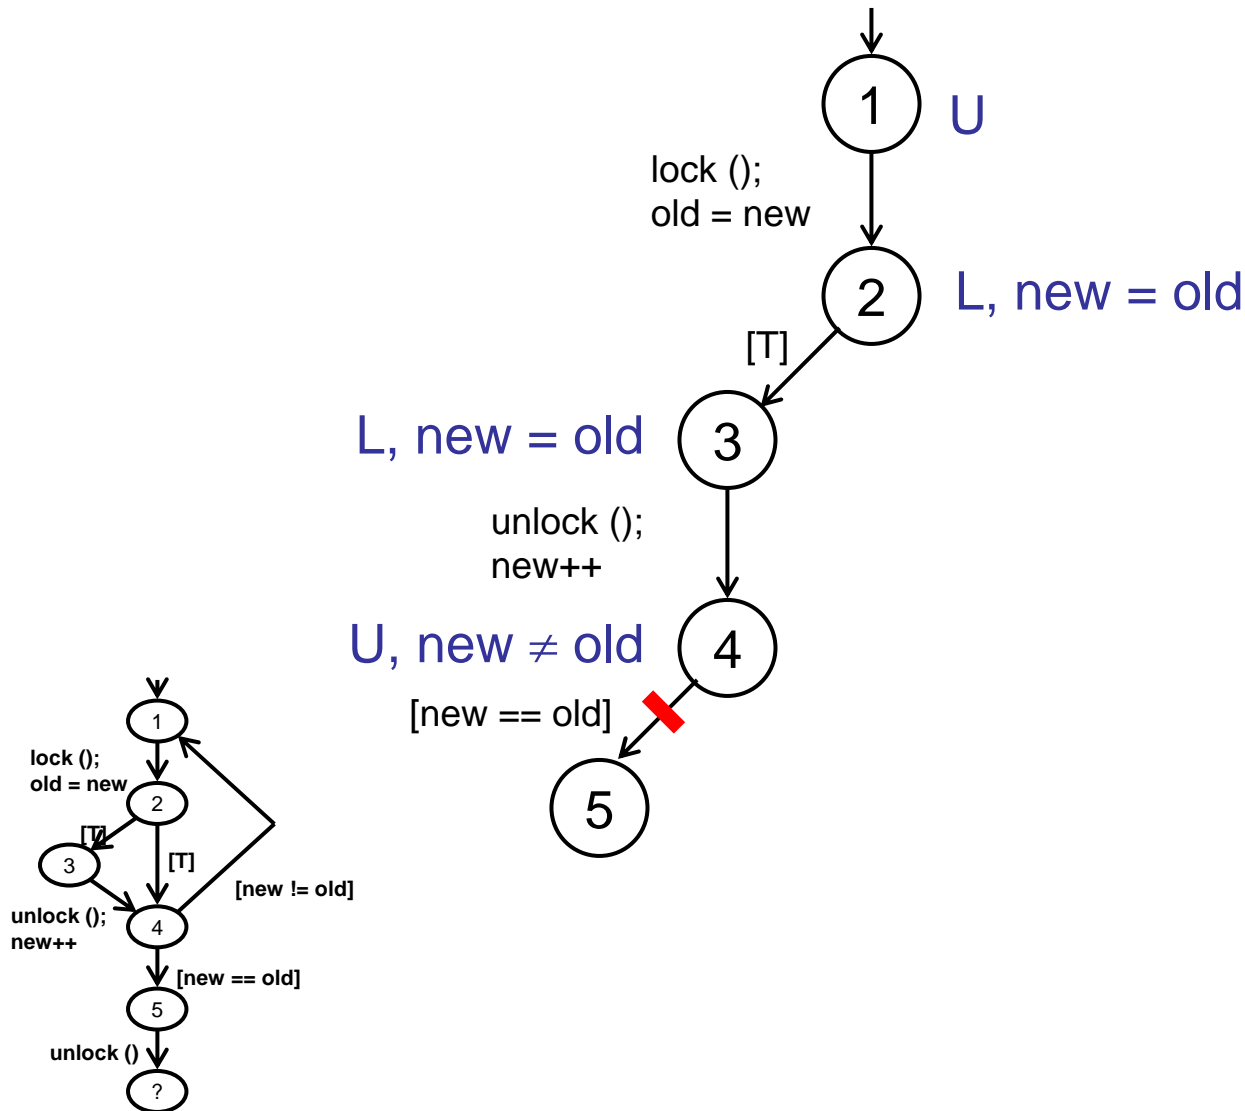 1
U
lock ();
old = new
2
L, new = old
[T]
L, new = old
3
unlock ();
new++
U, new ≠ old
4
[new == old]
5
1
lock ();
old = new
2
[T]
3
[T]
[new != old]
unlock ();
new++
4
[new == old]
5
unlock ()
?